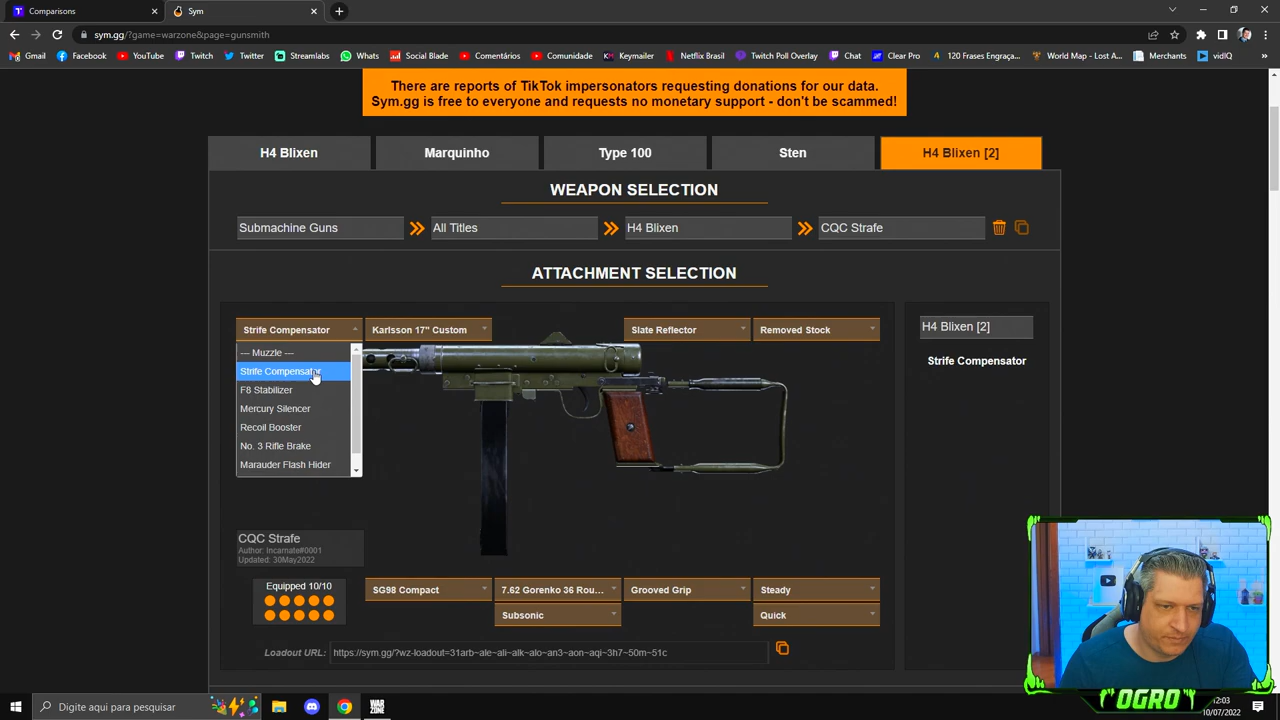 Comparisons
Sym
sym.gg/?game=warzone&page=gunsmith
Gmail
Facebook
YouTube
Twitch
Twitter
Streamlabs
Whats
Social Blade
Comentários
Comunidade
Keymailer
Netflix Brasil
Twitch Poll Overlay
Chat
Clear Pro
120 Frases Engraça...
World Map - Lost A...
Merchants
vidIQ
There are reports of TikTok impersonators requesting donations for our data.
Sym.gg is free to everyone and requests no monetary support - don't be scammed!
H4 Blixen
Marquinho
Type 100
Sten
H4 Blixen [2]
WEAPON SELECTION
Submachine Guns
All Titles
H4 Blixen
CQC Strafe
ATTACHMENT SELECTION
Strife Compensator
Karlsson 17" Custom
Slate Reflector
Removed Stock
H4 Blixen [2]
--- Muzzle ---
Strife Compensator
F8 Stabilizer
Mercury Silencer
Recoil Booster
No. 3 Rifle Brake
Marauder Flash Hider
Strife Compensator
CQC Strafe
Author: Incarnate#0001
Updated: 30May2022
Equipped 10/10
SG98 Compact
7.62 Gorenko 36 Rou...
Grooved Grip
Steady
Subsonic
Quick
Loadout URL:
https://sym.gg/?wz-loadout=31arb~ale~ali~alk~alo~an3~aon~aqi~3h7~50m~51c
OGRO
Digite aqui para pesquisar
WAR
ZONE
12:03
10/07/2022